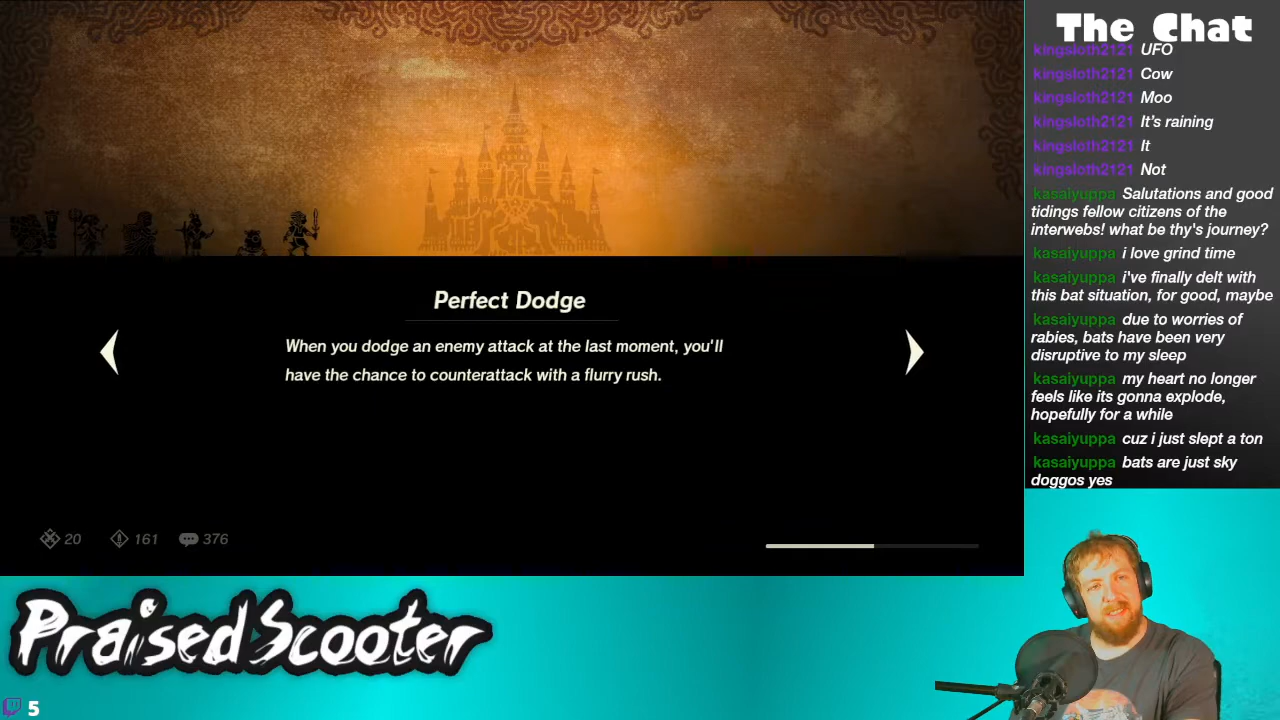 Perfect Dodge
When you dodge an enemy attack at the last moment, you'll
have the chance to counterattack with a flurry rush.
20 161 376
PraisedScooter
5
The Chat
kingsloth2121 UFO
kingsloth2121 Cow
kingsloth2121 Moo
kingsloth2121 It's raining
kingsloth2121 It
kingsloth2121 Not
kasaiyuppa Salutations and good
tidings fellow citizens of the
interwebs! what be thy's journey?
kasaiyuppa i love grind time
kasaiyuppa i've finally delt with
this bat situation, for good, maybe
kasaiyuppa due to worries of
rabies, bats have been very
disruptive to my sleep
kasaiyuppa my heart no longer
feels like its gonna explode,
hopefully for a while
kasaiyuppa cuz i just slept a ton
kasaiyuppa bats are just sky
doggos yes